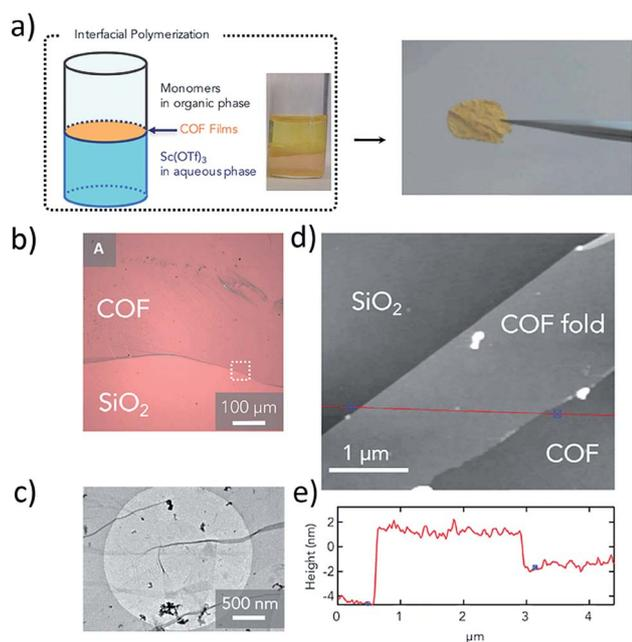 a)
Interfacial Polymerization
Monomers
in organic phase
COF Films
Sc(OTf)3
in aqueous phase
b)
A
COF
SiO2
100 µm
c)
500 nm
d)
SiO2
COF fold
COF
1 µm
e)
Height (nm)
2
0
-2
-4
0
1
2
3
4
µm